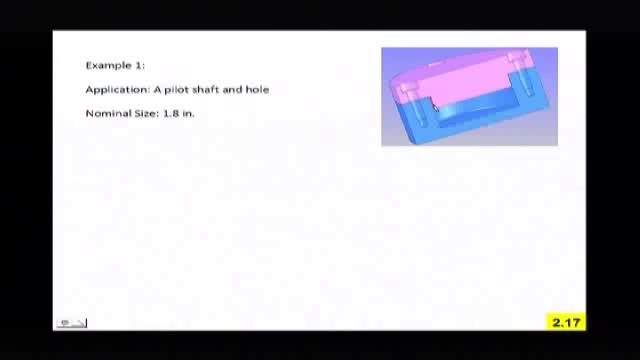 Example 1:
Application: A pilot shaft and hole
Nominal Size: 1.8 in.
2.17